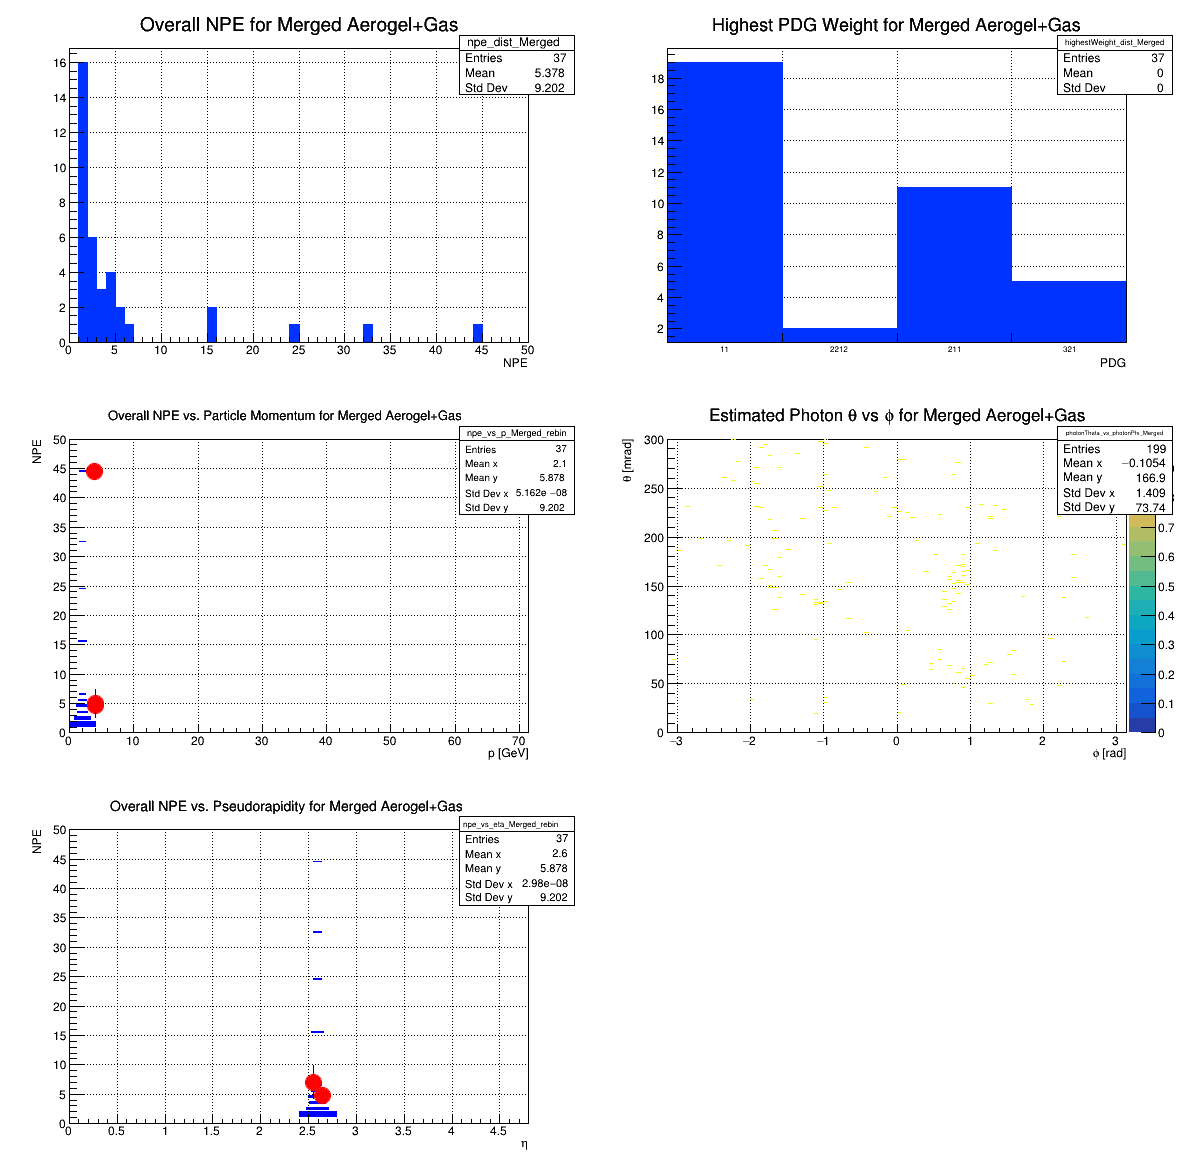 Overall NPE for Merged Aerogel+Gas
npe_dist_Merged
Entries 37
Mean 5.378
Std Dev 9.202
16
14
12
10
8
6
4
2
0
0 5 10 15 20 25 30 35 40 45 50
NPE
Highest PDG Weight for Merged Aerogel+Gas
highestWeight_dist_Merged
Entries 37
Mean 0
Std Dev 0
18
16
14
12
10
8
6
4
2
11 2212 211 321
PDG
Overall NPE vs. Particle Momentum for Merged Aerogel+Gas
npe_vs_p_Merged_rebin
Entries 37
Mean x 2.1
Mean y 5.878
Std Dev x 5.162e −08
Std Dev y 9.202
NPE
50
45
40
35
30
25
20
15
10
5
0
0 10 20 30 40 50 60 70
p [GeV]
Estimated Photon θ vs ϕ for Merged Aerogel+Gas
photonTheta_vs_photonPhi_Merged
Entries 199
Mean x −0.1054
Mean y 166.9
Std Dev x 1.409
Std Dev y 73.74
θ [mrad]
300
250
200
150
100
50
0
−3 −2 −1 0 1 2 3
ϕ [rad]
0.7
0.6
0.5
0.4
0.3
0.2
0.1
0
Overall NPE vs. Pseudorapidity for Merged Aerogel+Gas
npe_vs_eta_Merged_rebin
Entries 37
Mean x 2.6
Mean y 5.878
Std Dev x 2.98e−08
Std Dev y 9.202
NPE
50
45
40
35
30
25
20
15
10
5
0
0 0.5 1 1.5 2 2.5 3 3.5 4 4.5
η